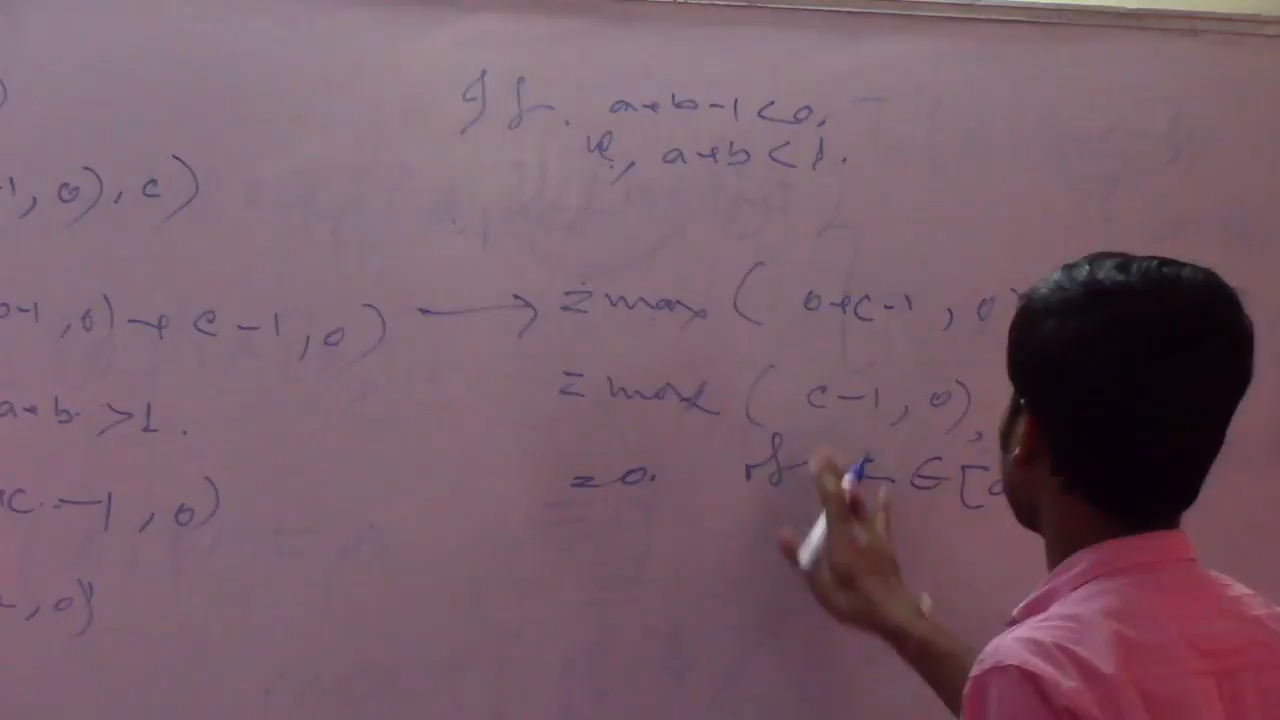 )
If. a+b-1<0,
ie, a+b<1.
-1, 0), c)
b-1, 0)+c-1, 0) → = max( 0+c-1, 0)
= max( c-1, 0),
a+b>1.
= 0. if c ∈ [0
c-1, 0)
, 0)